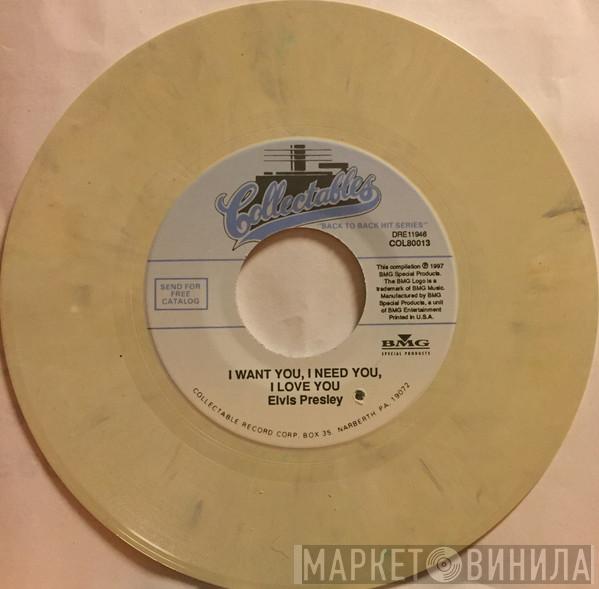 Collectables
"BACK TO BACK HIT SERIES"
DRE11946
COL80013
SEND FOR
FREE
CATALOG
This compilation ℗ 1997
BMG Special Products.
The BMG Logo is a
trademark of BMG Music.
Manufactured by BMG
Special Products, a unit
of BMG Entertainment
Printed in U.S.A.
BMG
SPECIAL PRODUCTS
I WANT YOU, I NEED YOU,
I LOVE YOU
Elvis Presley
COLLECTABLE RECORD CORP. BOX 35, NARBERTH, PA. 19072
МАРКЕТ ВИНИЛА